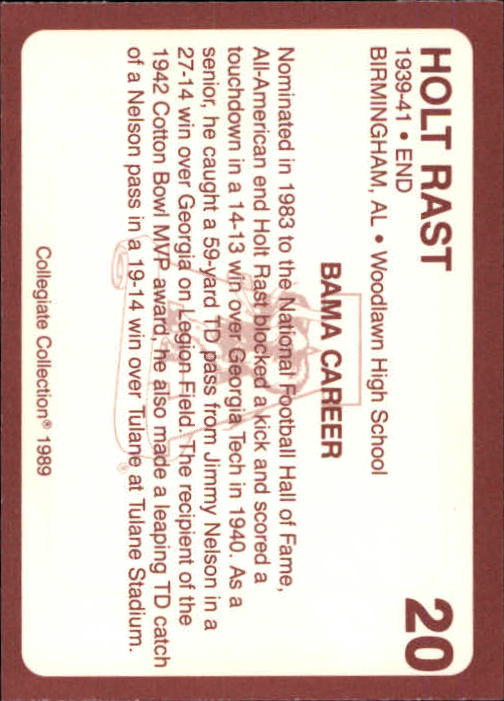 HOLT RAST 20
1939-41 • END
BIRMINGHAM, AL • Woodlawn High School
BAMA CAREER
Nominated in 1983 to the National Football Hall of Fame,
All-American end Holt Rast blocked a kick and scored a
touchdown in a 14-13 win over Georgia Tech in 1940. As a
senior, he caught a 59-yard TD pass from Jimmy Nelson in a
27-14 win over Georgia on Legion Field. The recipient of the
1942 Cotton Bowl MVP award, he also made a leaping TD catch
of a Nelson pass in a 19-14 win over Tulane at Tulane Stadium.
Collegiate Collection® 1989
®